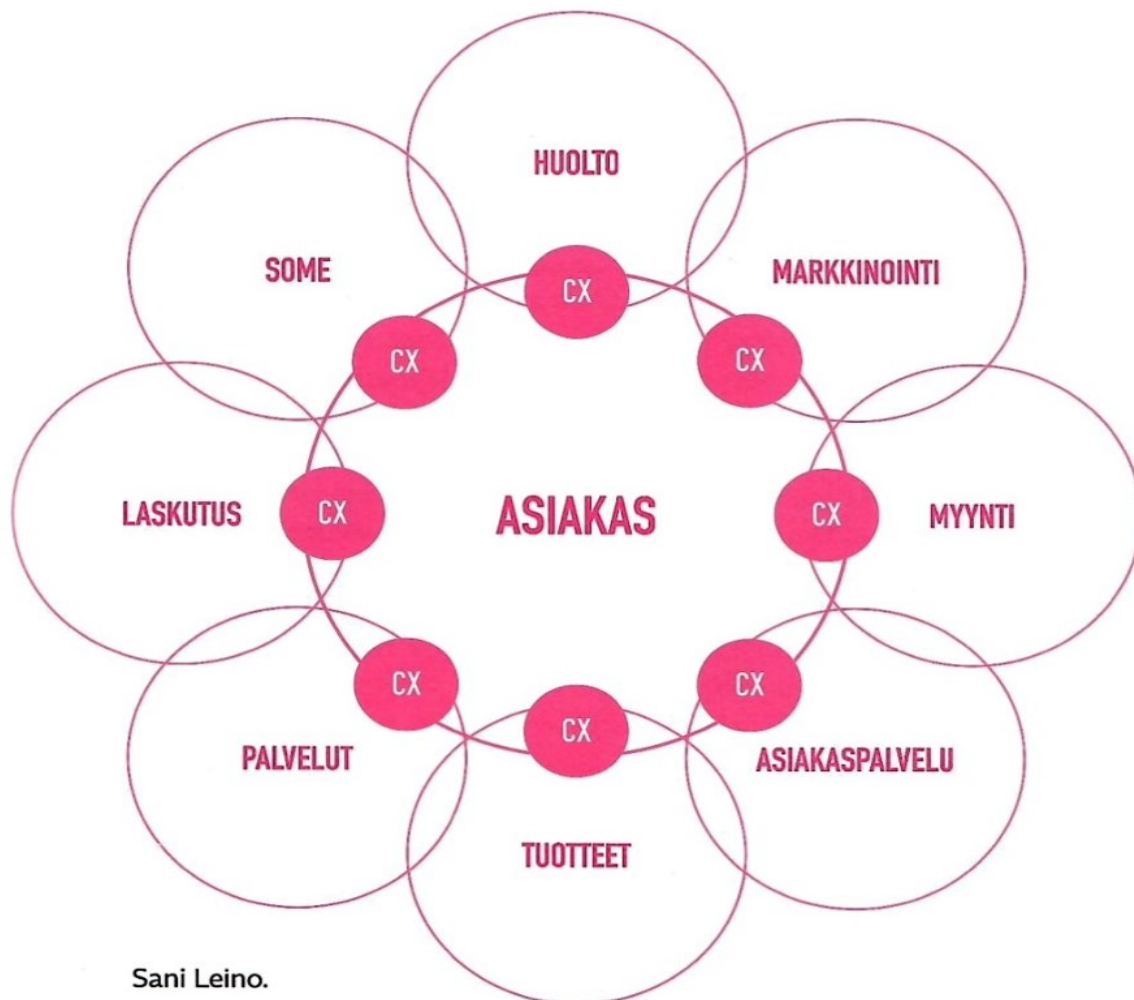 HUOLTO
SOME
MARKKINOINTI
CX
CX
CX
LASKUTUS
CX
ASIAKAS
CX
MYYNTI
CX
CX
CX
PALVELUT
ASIAKASPALVELU
TUOTTEET
Sani Leino.